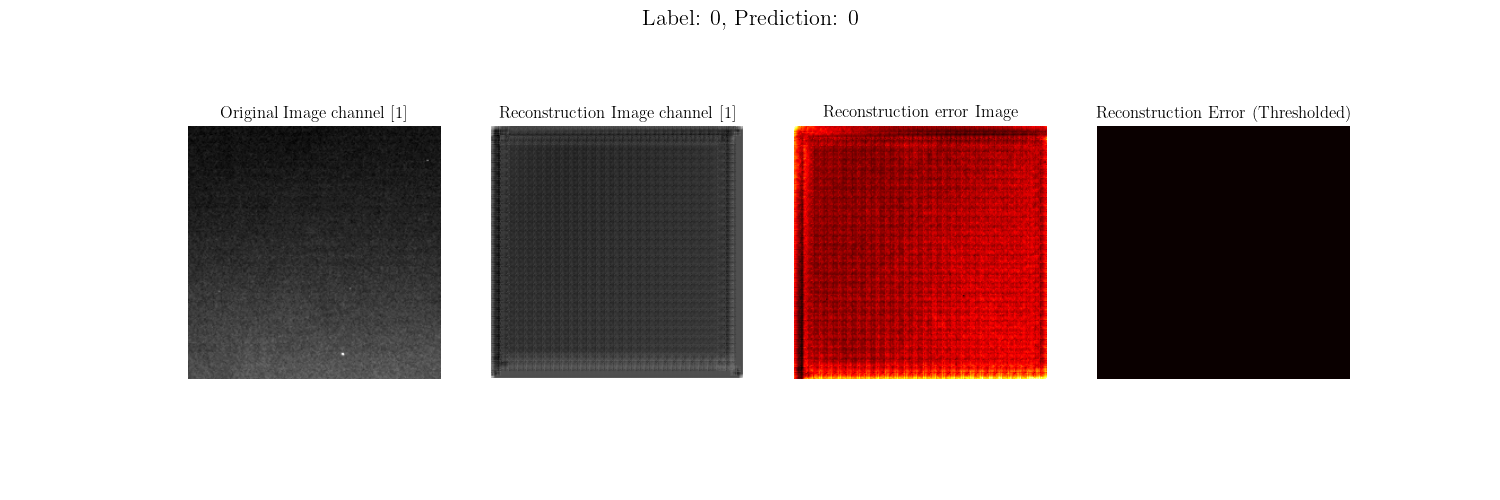 Label: 0, Prediction: 0
Original Image channel [1]
Reconstruction Image channel [1]
Reconstruction error Image
Reconstruction Error (Thresholded)